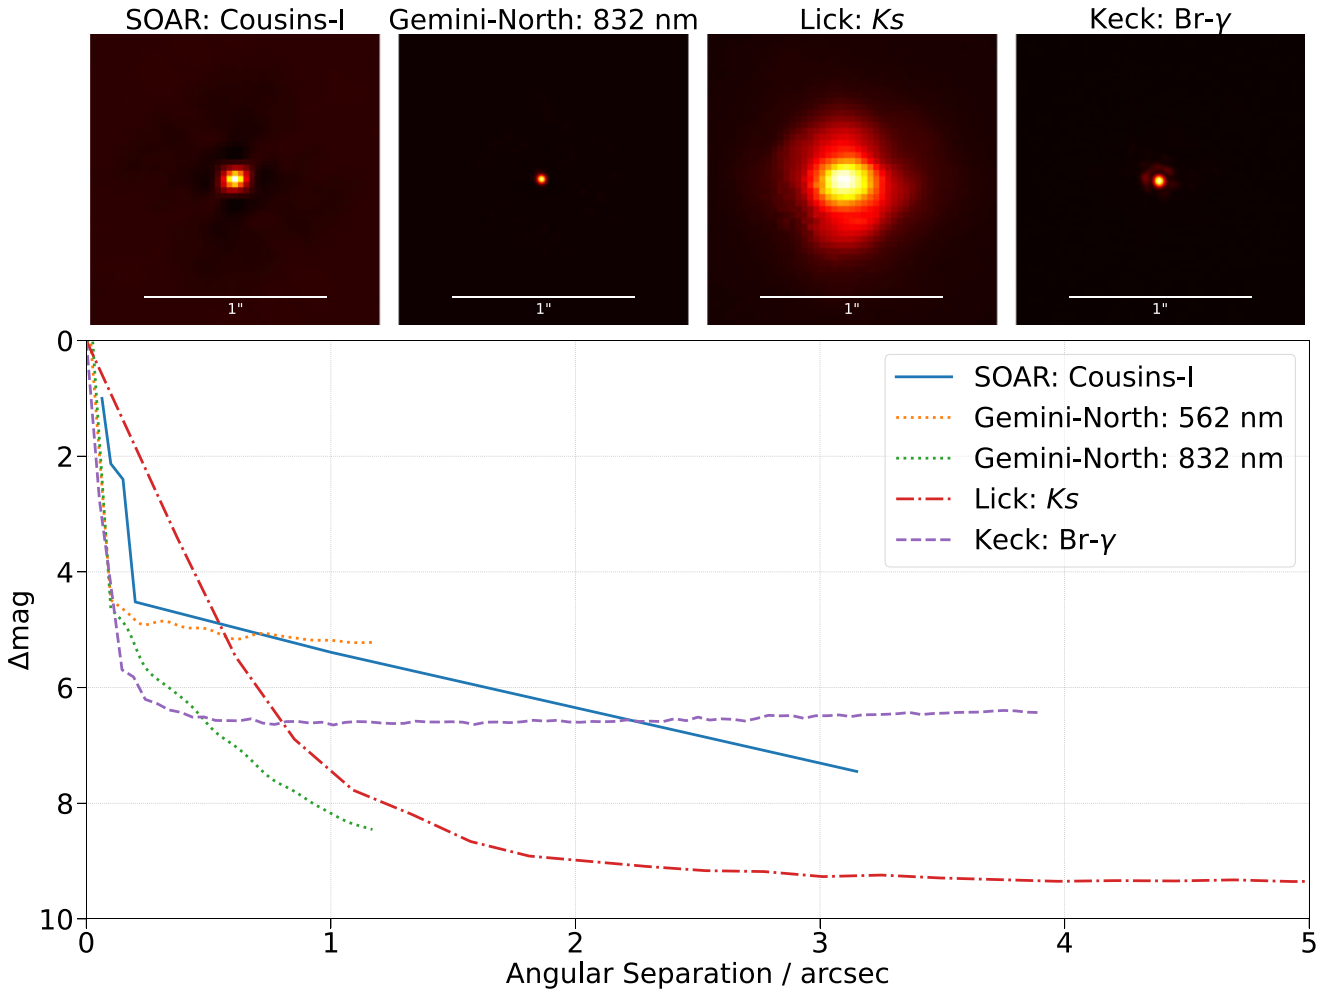 SOAR: Cousins-I
Gemini-North: 832 nm
Lick: Ks
Keck: Br-γ
1"
1"
1"
1"
0
2
4
6
8
10
Δmag
SOAR: Cousins-I
Gemini-North: 562 nm
Gemini-North: 832 nm
Lick: Ks
Keck: Br-γ
0
1
2
3
4
5
Angular Separation / arcsec